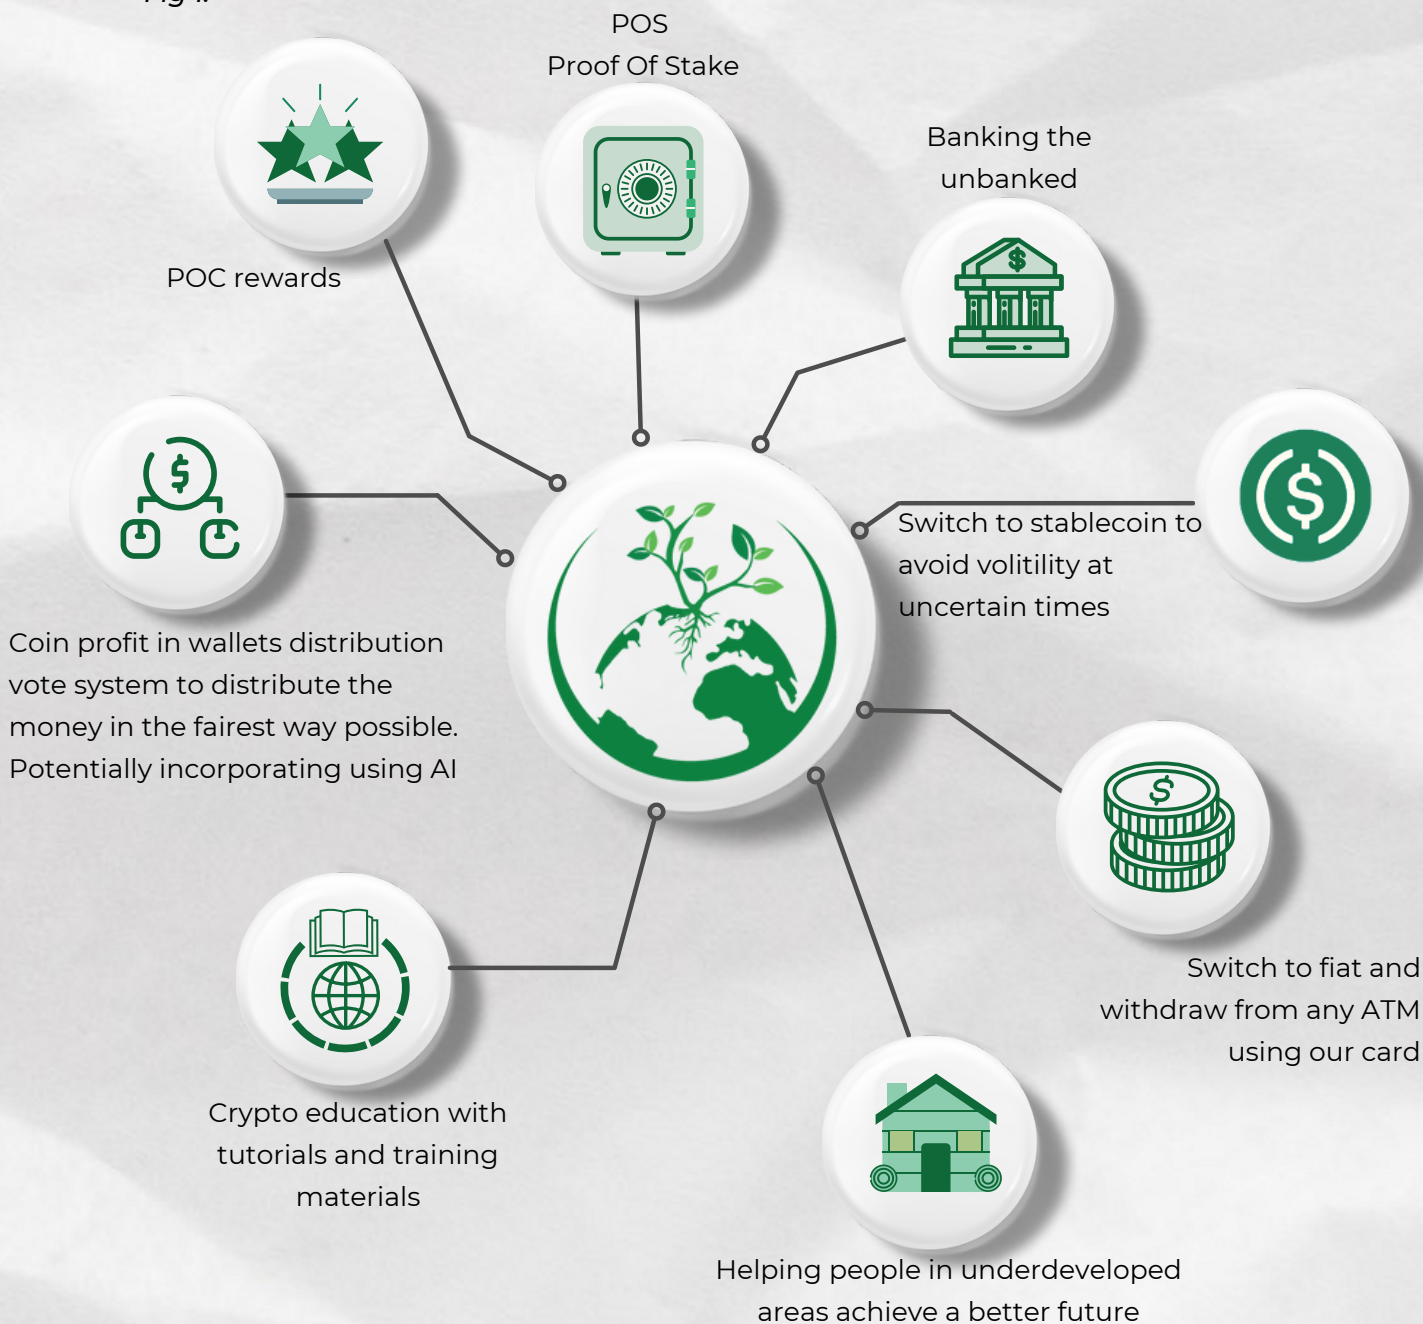 POS
Proof Of Stake
Banking the
unbanked
POC rewards
Switch to stablecoin to
avoid volitility at
uncertain times
Coin profit in wallets distribution
vote system to distribute the
money in the fairest way possible.
Potentially incorporating using AI
Switch to fiat and
withdraw from any ATM
using our card
Crypto education with
tutorials and training
materials
Helping people in underdeveloped
areas achieve a better future